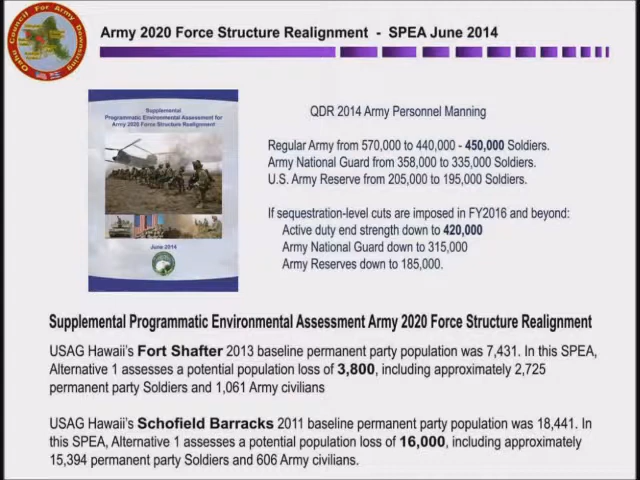 Oahu Council For Army Downsizing
Army 2020 Force Structure Realignment - SPEA June 2014
Supplemental
Programmatic Environmental Assessment for
Army 2020 Force Structure Realignment
June 2014
QDR 2014 Army Personnel Manning
Regular Army from 570,000 to 440,000 - 450,000 Soldiers.
Army National Guard from 358,000 to 335,000 Soldiers.
U.S. Army Reserve from 205,000 to 195,000 Soldiers.
If sequestration-level cuts are imposed in FY2016 and beyond:
Active duty end strength down to 420,000
Army National Guard down to 315,000
Army Reserves down to 185,000.
Supplemental Programmatic Environmental Assessment Army 2020 Force Structure Realignment
USAG Hawaii's Fort Shafter 2013 baseline permanent party population was 7,431. In this SPEA,
Alternative 1 assesses a potential population loss of 3,800, including approximately 2,725
permanent party Soldiers and 1,061 Army civilians
USAG Hawaii's Schofield Barracks 2011 baseline permanent party population was 18,441. In
this SPEA, Alternative 1 assesses a potential population loss of 16,000, including approximately
15,394 permanent party Soldiers and 606 Army civilians.